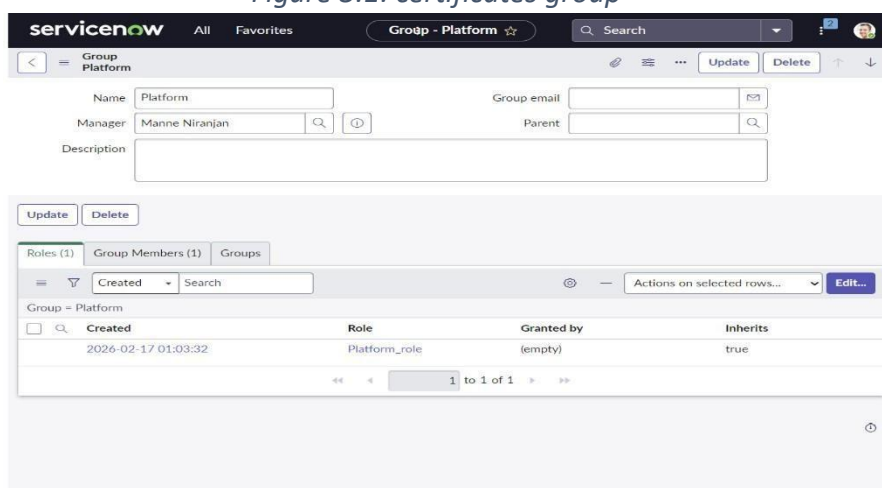 Figure 3.2: certificates group
servicenow All Favorites Group - Platform Search 2
Group
Platform
Update Delete
Name Platform Group email
Manager Manne Niranjan Parent
Description
Update Delete
Roles (1) Group Members (1) Groups
Created Search Actions on selected rows... Edit...
Group = Platform
Created Role Granted by Inherits
2026-02-17 01:03:32 Platform_role (empty) true
1 to 1 of 1